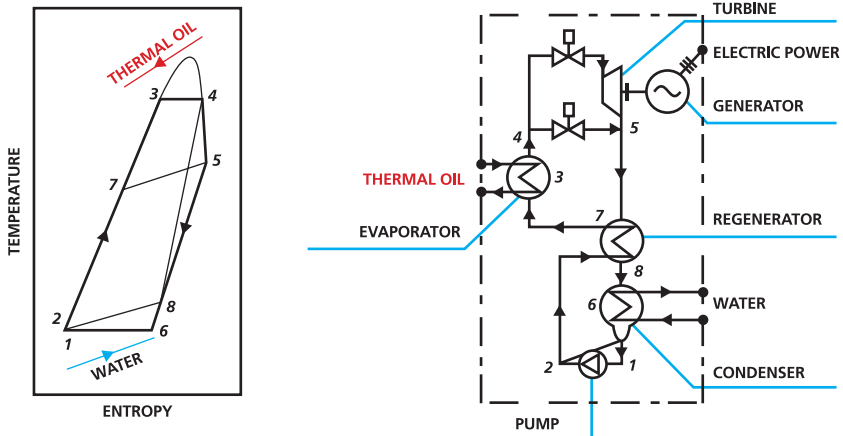 THERMAL OIL
3
4
5
7
8
2
1
6
WATER
TEMPERATURE
ENTROPY
TURBINE
ELECTRIC POWER
GENERATOR
4
5
THERMAL OIL
3
EVAPORATOR
7
REGENERATOR
8
6
WATER
2
1
CONDENSER
PUMP